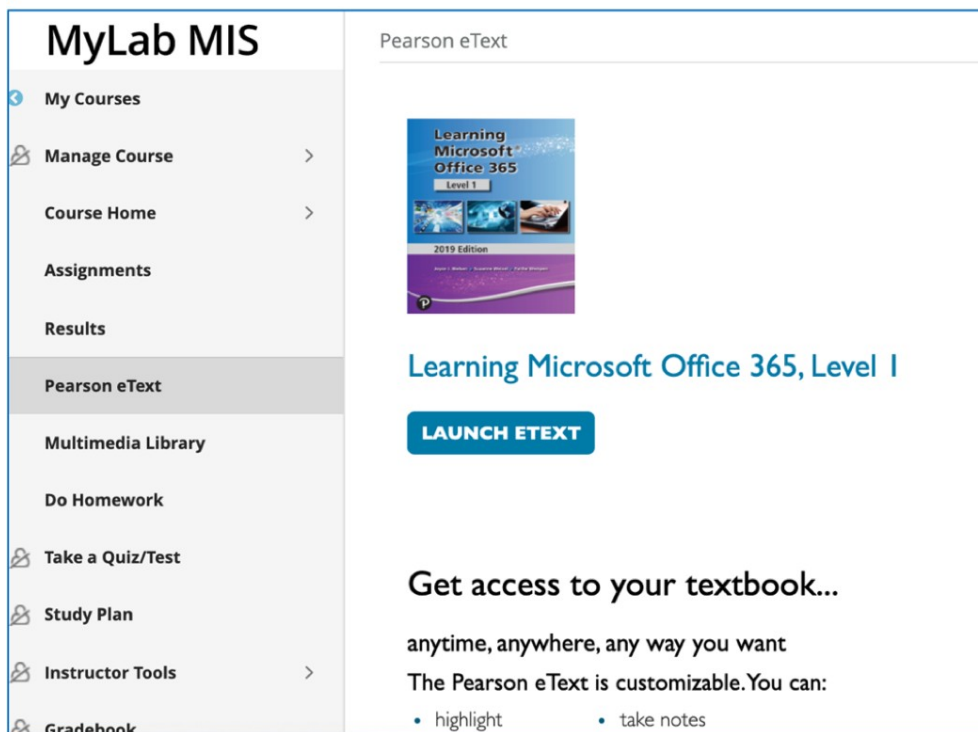 MyLab MIS
My Courses
Manage Course
Course Home
Assignments
Results
Pearson eText
Multimedia Library
Do Homework
Take a Quiz/Test
Study Plan
Instructor Tools
Gradebook
Pearson eText
Learning
Microsoft®
Office 365
Level 1
2019 Edition
Learning Microsoft Office 365, Level 1
LAUNCH ETEXT
Get access to your textbook...
anytime, anywhere, any way you want
The Pearson eText is customizable. You can:
• highlight
• take notes